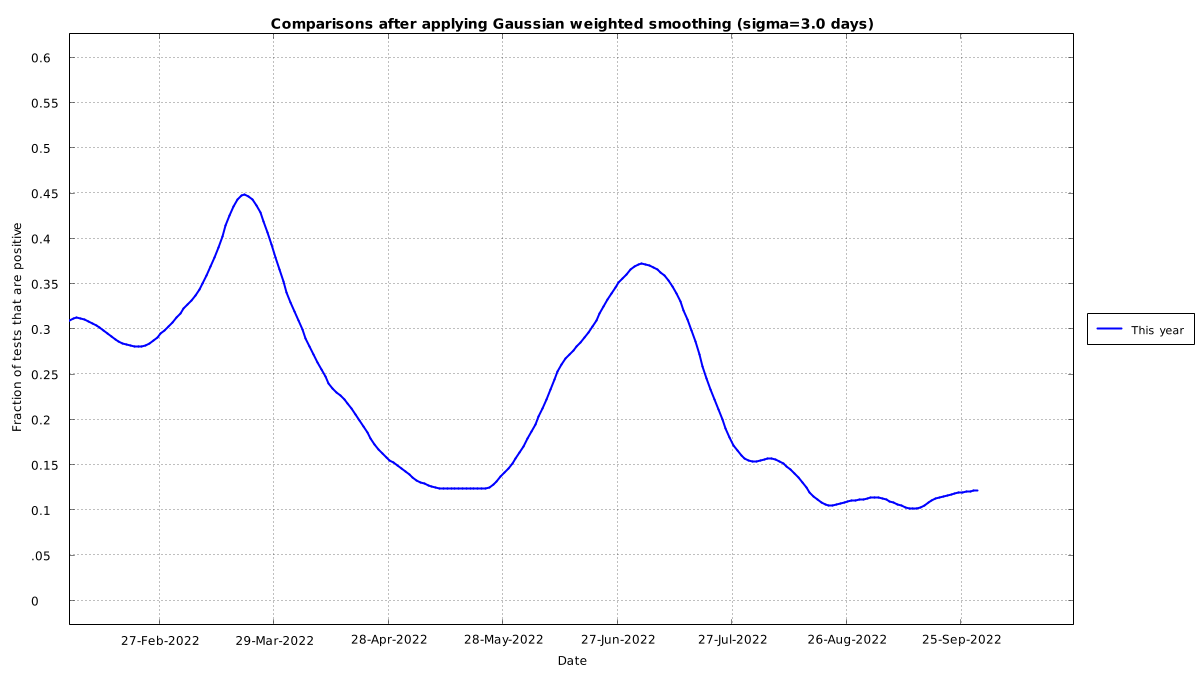 Comparisons after applying Gaussian weighted smoothing (sigma=3.0 days)
0.6
0.55
0.5
0.45
0.4
0.35
0.3
0.25
0.2
0.15
0.1
.05
0
Fraction of tests that are positive
27-Feb-2022 29-Mar-2022 28-Apr-2022 28-May-2022 27-Jun-2022 27-Jul-2022 26-Aug-2022 25-Sep-2022
Date
This year